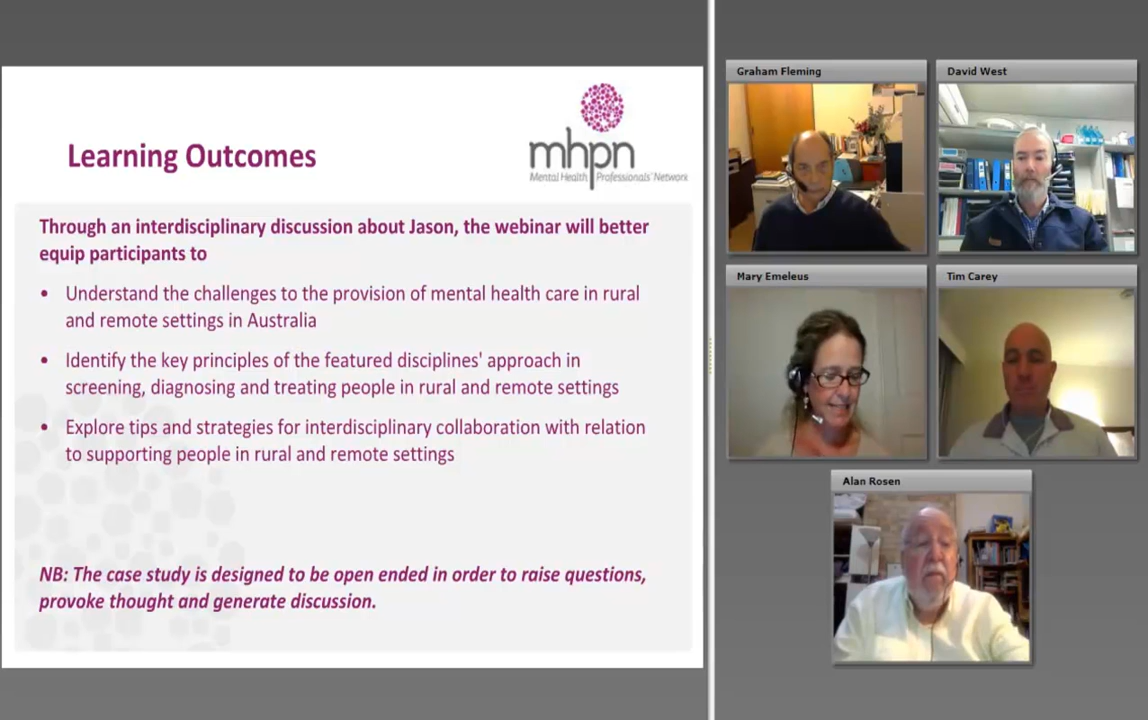 Learning Outcomes
mhpn
Mental Health Professionals' Network
Through an interdisciplinary discussion about Jason, the webinar will better
equip participants to
• Understand the challenges to the provision of mental health care in rural
and remote settings in Australia
• Identify the key principles of the featured disciplines' approach in
screening, diagnosing and treating people in rural and remote settings
• Explore tips and strategies for interdisciplinary collaboration with relation
to supporting people in rural and remote settings
NB: The case study is designed to be open ended in order to raise questions,
provoke thought and generate discussion.
Graham Fleming
David West
Mary Emeleus
Tim Carey
Alan Rosen